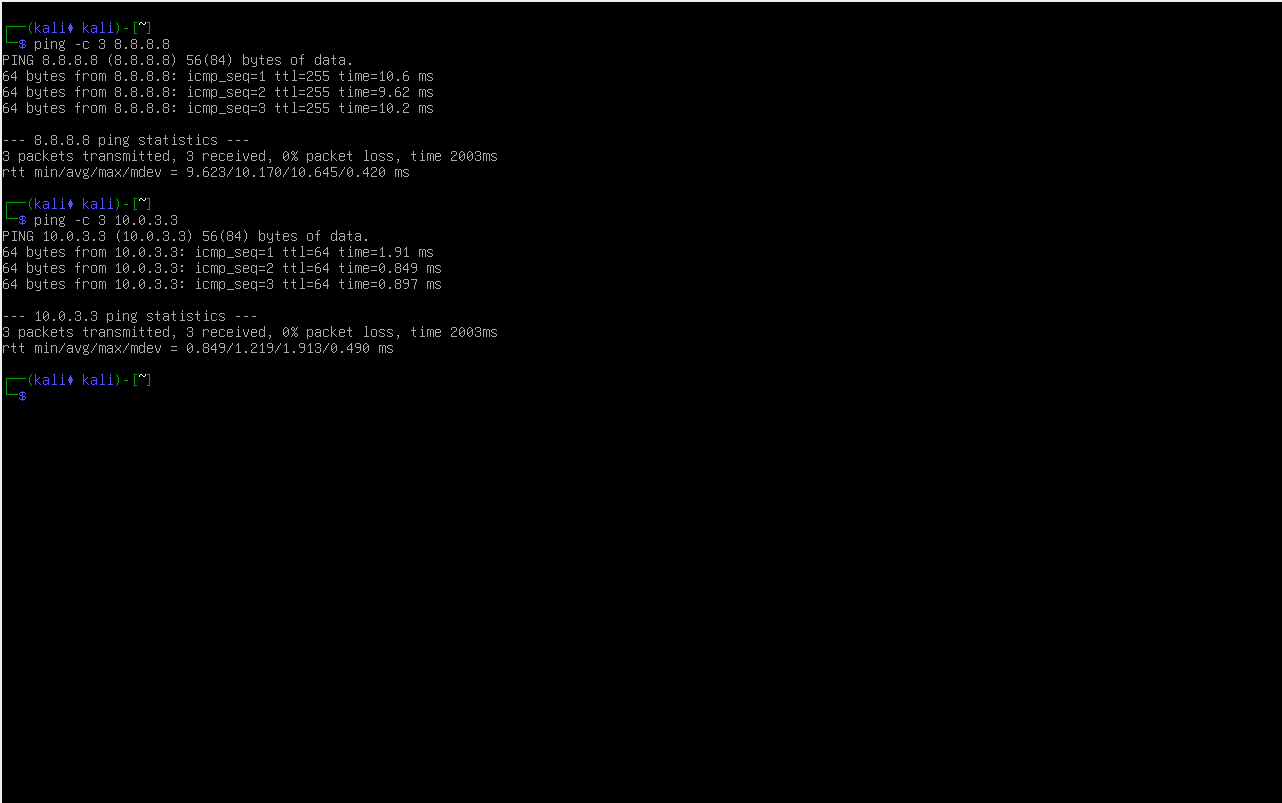 ┌──(kali♦ kali)-[~]
└─$ ping -c 3 8.8.8.8
PING 8.8.8.8 (8.8.8.8) 56(84) bytes of data.
64 bytes from 8.8.8.8: icmp_seq=1 ttl=255 time=10.6 ms
64 bytes from 8.8.8.8: icmp_seq=2 ttl=255 time=9.62 ms
64 bytes from 8.8.8.8: icmp_seq=3 ttl=255 time=10.2 ms
--- 8.8.8.8 ping statistics ---
3 packets transmitted, 3 received, 0% packet loss, time 2003ms
rtt min/avg/max/mdev = 9.623/10.170/10.645/0.420 ms
┌──(kali♦ kali)-[~]
└─$ ping -c 3 10.0.3.3
PING 10.0.3.3 (10.0.3.3) 56(84) bytes of data.
64 bytes from 10.0.3.3: icmp_seq=1 ttl=64 time=1.91 ms
64 bytes from 10.0.3.3: icmp_seq=2 ttl=64 time=0.849 ms
64 bytes from 10.0.3.3: icmp_seq=3 ttl=64 time=0.897 ms
--- 10.0.3.3 ping statistics ---
3 packets transmitted, 3 received, 0% packet loss, time 2003ms
rtt min/avg/max/mdev = 0.849/1.219/1.913/0.490 ms
┌──(kali♦ kali)-[~]
└─$